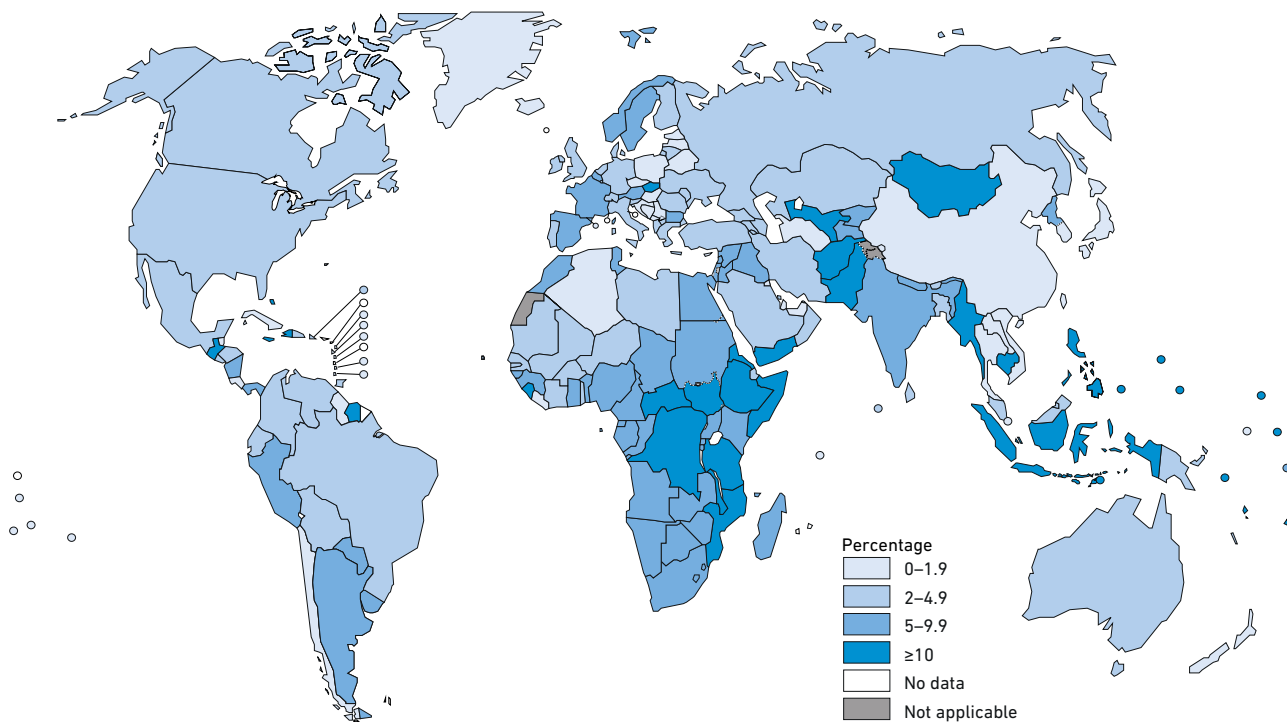 Percentage
0–1.9
2–4.9
5–9.9
≥10
No data
Not applicable